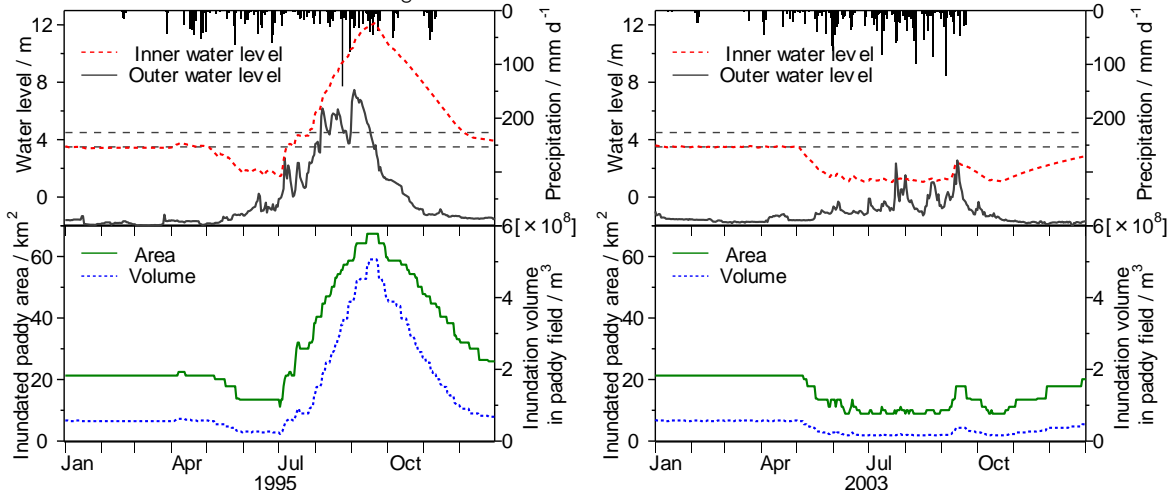 12
8
4
0
Water level / m
Inner water level
Outer water level
0
100
200
Precipitation / mm d-1
60
40
20
0
Inundated paddy area / km2
Area
Volume
6[×108]
4
2
0
Inundation volume
in paddy field / m3
Jan Apr Jul Oct
1995
12
8
4
0
Water level /m
Inner water level
Outer water level
0
100
200
Precipitation / mm d-1
60
40
20
0
Inundated paddy area / km2
Area
Volume
6[×108]
4
2
0
Inundation volume
in paddy field / m3
Jan Apr Jul Oct
2003